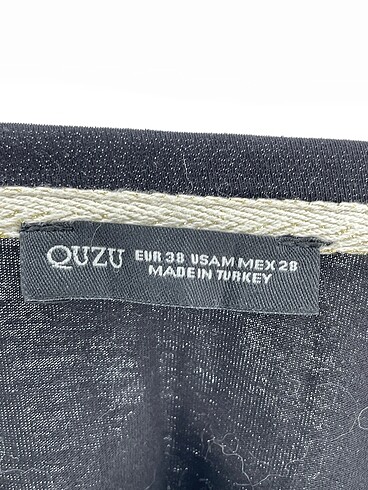 QUZU EUR 38 USA M MEX 28
MADE IN TURKEY